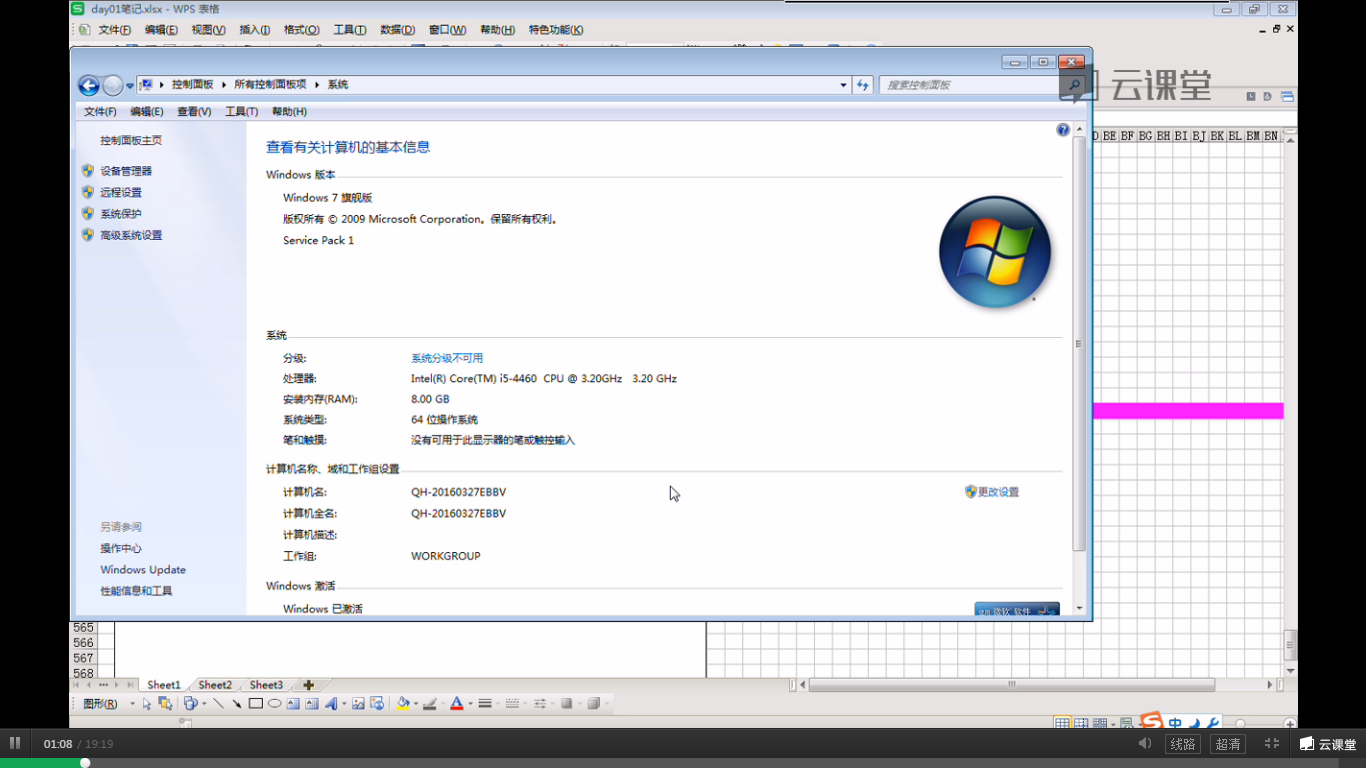 day01笔记.xlsx - WPS 表格
文件(F) 编辑(E) 视图(V) 插入(I) 格式(O) 工具(T) 数据(D) 窗口(W) 帮助(H) 特色功能(K)
控制面板 所有控制面板项 系统 搜索控制面板
云课堂
文件(F) 编辑(E) 查看(V) 工具(T) 帮助(H)
BE BF BG BH BI BJ BK BL BM BN
控制面板主页
设备管理器
远程设置
系统保护
高级系统设置
查看有关计算机的基本信息
Windows 版本
Windows 7 旗舰版
版权所有 © 2009 Microsoft Corporation。保留所有权利。
Service Pack 1
系统
分级: 系统分级不可用
处理器: Intel(R) Core(TM) i5-4460 CPU @ 3.20GHz 3.20 GHz
安装内存(RAM): 8.00 GB
系统类型: 64 位操作系统
笔和触摸: 没有可用于此显示器的笔或触控输入
计算机名称、域和工作组设置
计算机名: QH-20160327EBBV 更改设置
计算机全名: QH-20160327EBBV
计算机描述:
工作组: WORKGROUP
Windows 激活
Windows 已激活
另请参阅
操作中心
Windows Update
性能信息和工具
565
566
567
568
Sheet1 Sheet2 Sheet3
图形(R)
中
01:08 / 19:19 线路 超清 云课堂